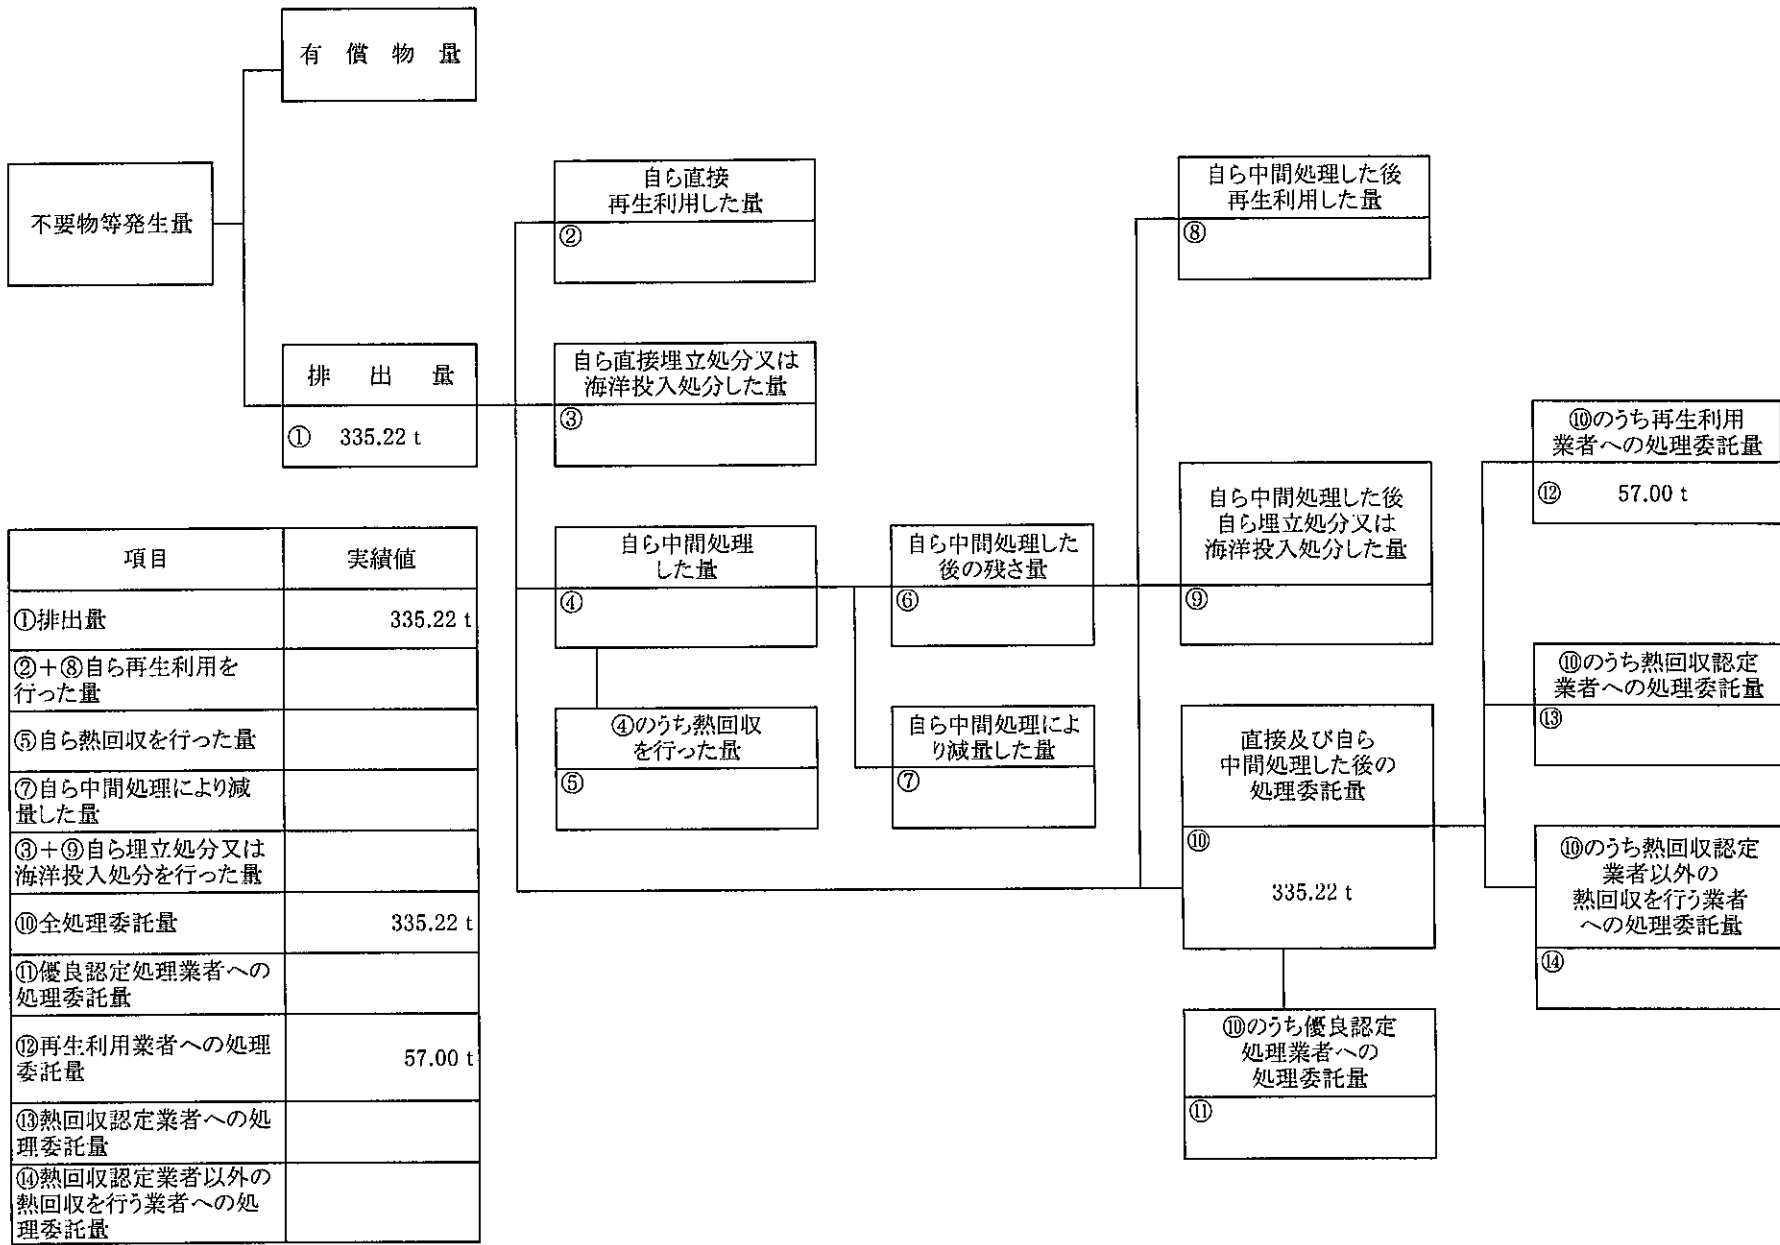 有 償 物 量
不要物等発生量
排 出 量
① 335.22 t
自ら直接
再生利用した量
②
自ら直接埋立処分又は
海洋投入処分した量
③
自ら中間処理
した量
④
④のうち熱回収
を行った量
⑤
自ら中間処理した
後の残さ量
⑥
自ら中間処理によ
り減量した量
⑦
自ら中間処理した後
再生利用した量
⑧
自ら中間処理した後
自ら埋立処分又は
海洋投入処分した量
⑨
直接及び自ら
中間処理した後の
処理委託量
⑩
335.22 t
⑩のうち優良認定
処理業者への
処理委託量
⑪
⑩のうち再生利用
業者への処理委託量
⑫ 57.00 t
⑩のうち熱回収認定
業者への処理委託量
⑬
⑩のうち熱回収認定
業者以外の
熱回収を行う業者
への処理委託量
⑭
項目 実績値
①排出量 335.22 t
②+⑧自ら再生利用を
行った量
⑤自ら熱回収を行った量
⑦自ら中間処理により減
量した量
③+⑨自ら埋立処分又は
海洋投入処分を行った量
⑩全処理委託量 335.22 t
⑪優良認定処理業者への
処理委託量
⑫再生利用業者への処理
委託量 57.00 t
⑬熱回収認定業者への処
理委託量
⑭熱回収認定業者以外の
熱回収を行う業者への処
理委託量